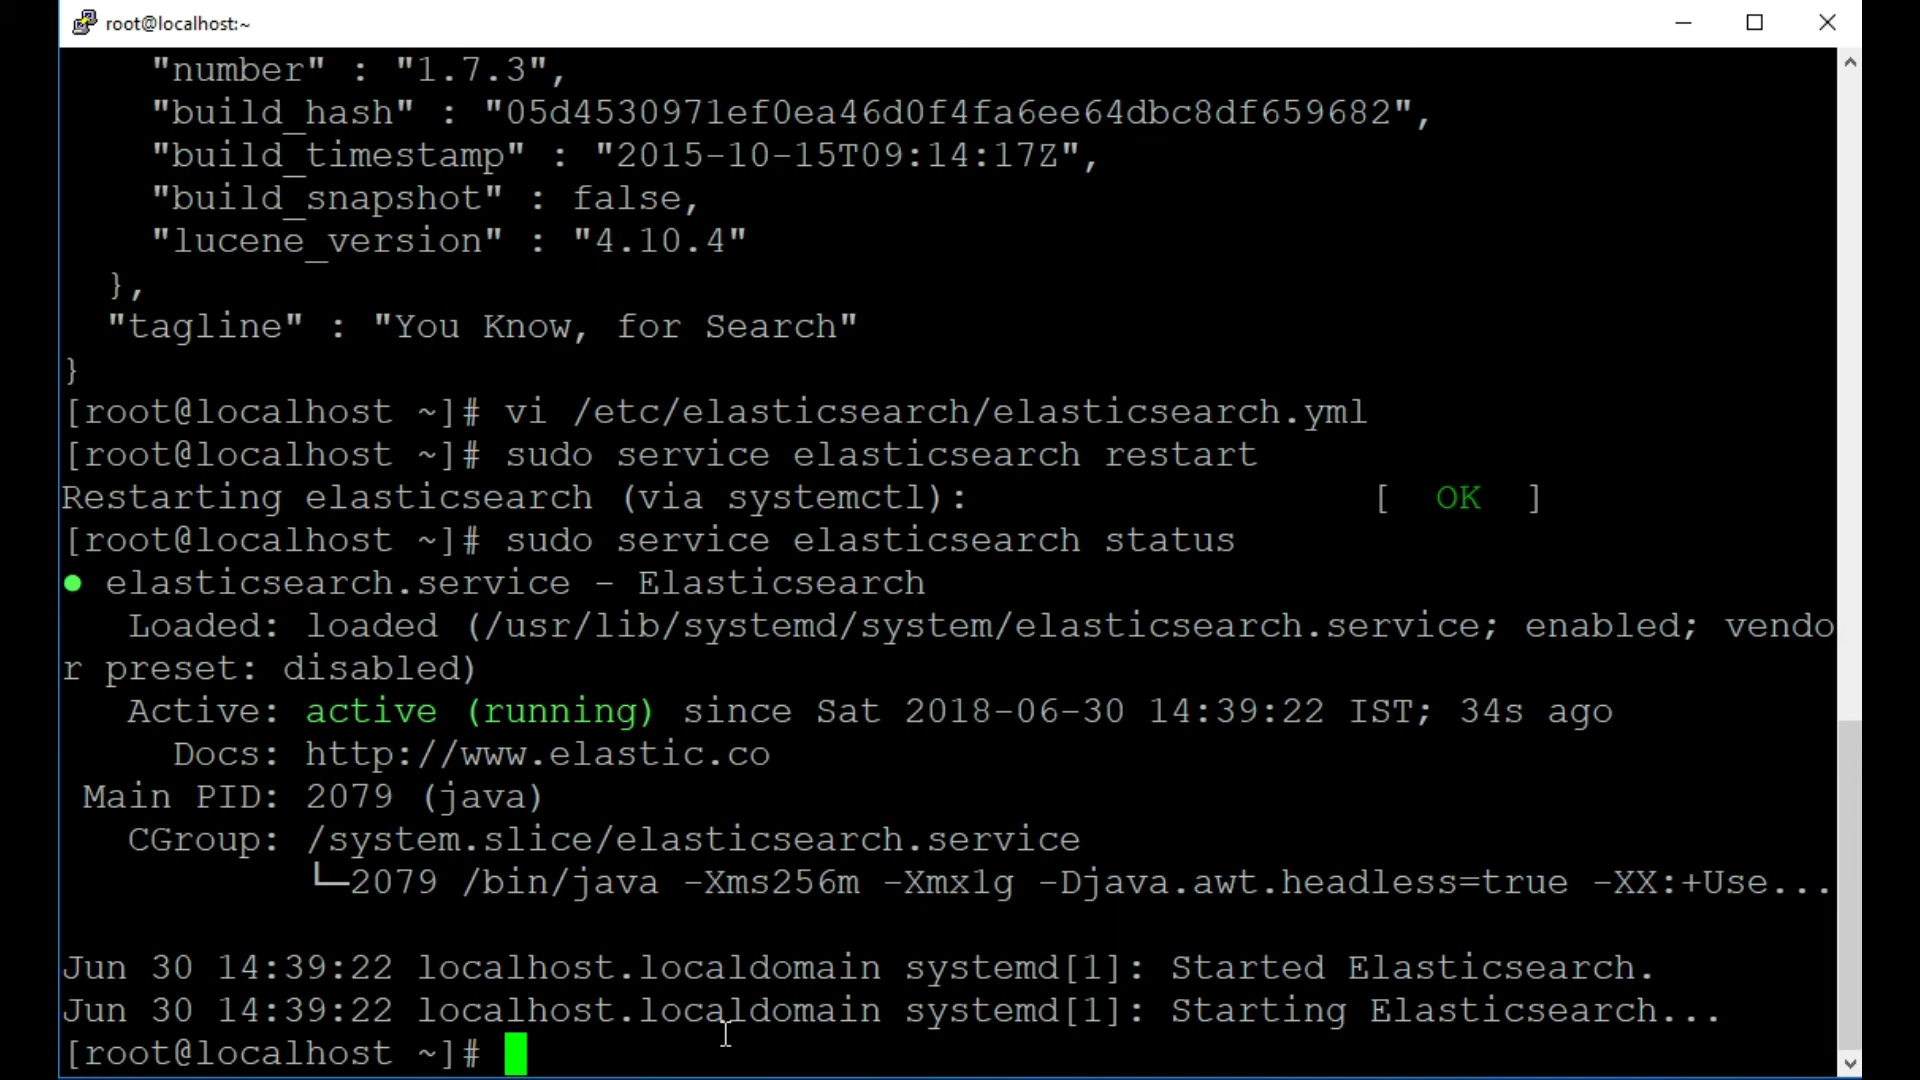 root@localhost:~
"number" : "1.7.3",
"build_hash" : "05d4530971ef0ea46d0f4fa6ee64dbc8df659682",
"build_timestamp" : "2015-10-15T09:14:17Z",
"build_snapshot" : false,
"lucene_version" : "4.10.4"
},
"tagline" : "You Know, for Search"
}
[root@localhost ~]# vi /etc/elasticsearch/elasticsearch.yml
[root@localhost ~]# sudo service elasticsearch restart
Restarting elasticsearch (via systemctl): [ OK ]
[root@localhost ~]# sudo service elasticsearch status
● elasticsearch.service - Elasticsearch
Loaded: loaded (/usr/lib/systemd/system/elasticsearch.service; enabled; vendo
r preset: disabled)
Active: active (running) since Sat 2018-06-30 14:39:22 IST; 34s ago
Docs: http://www.elastic.co
Main PID: 2079 (java)
CGroup: /system.slice/elasticsearch.service
└─2079 /bin/java -Xms256m -Xmx1g -Djava.awt.headless=true -XX:+Use...
Jun 30 14:39:22 localhost.localdomain systemd[1]: Started Elasticsearch.
Jun 30 14:39:22 localhost.localdomain systemd[1]: Starting Elasticsearch...
[root@localhost ~]#